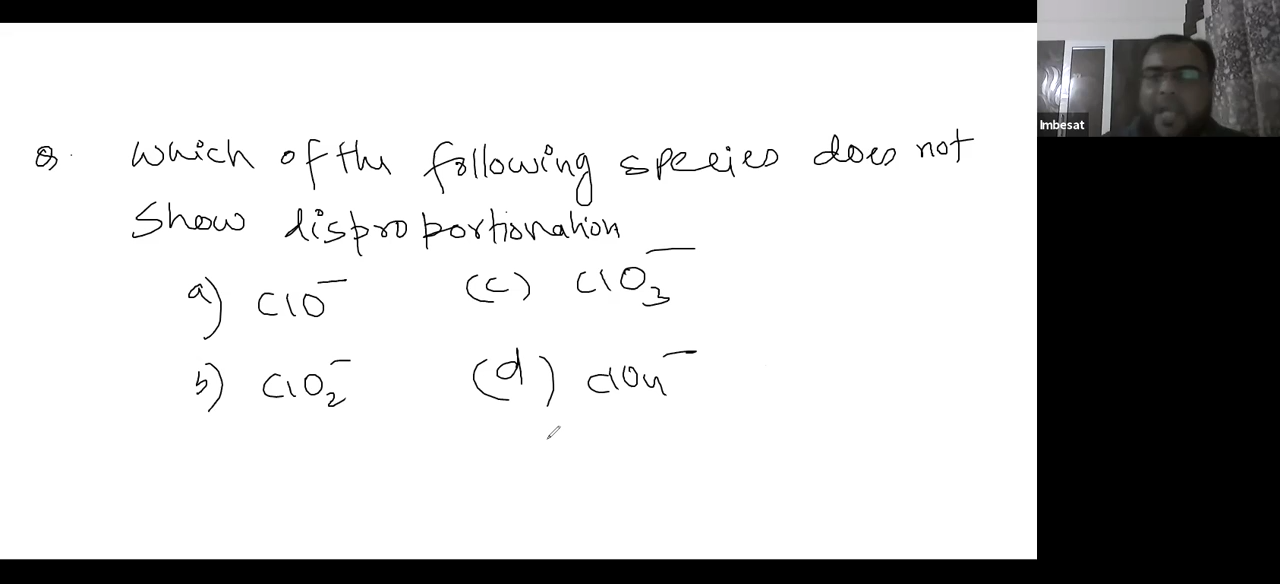 Q. Which of the following species does not
Show disproportionation
a) ClO⁻ (c) ClO₃⁻
b) ClO₂⁻ (d) ClO₄⁻
Imbesat